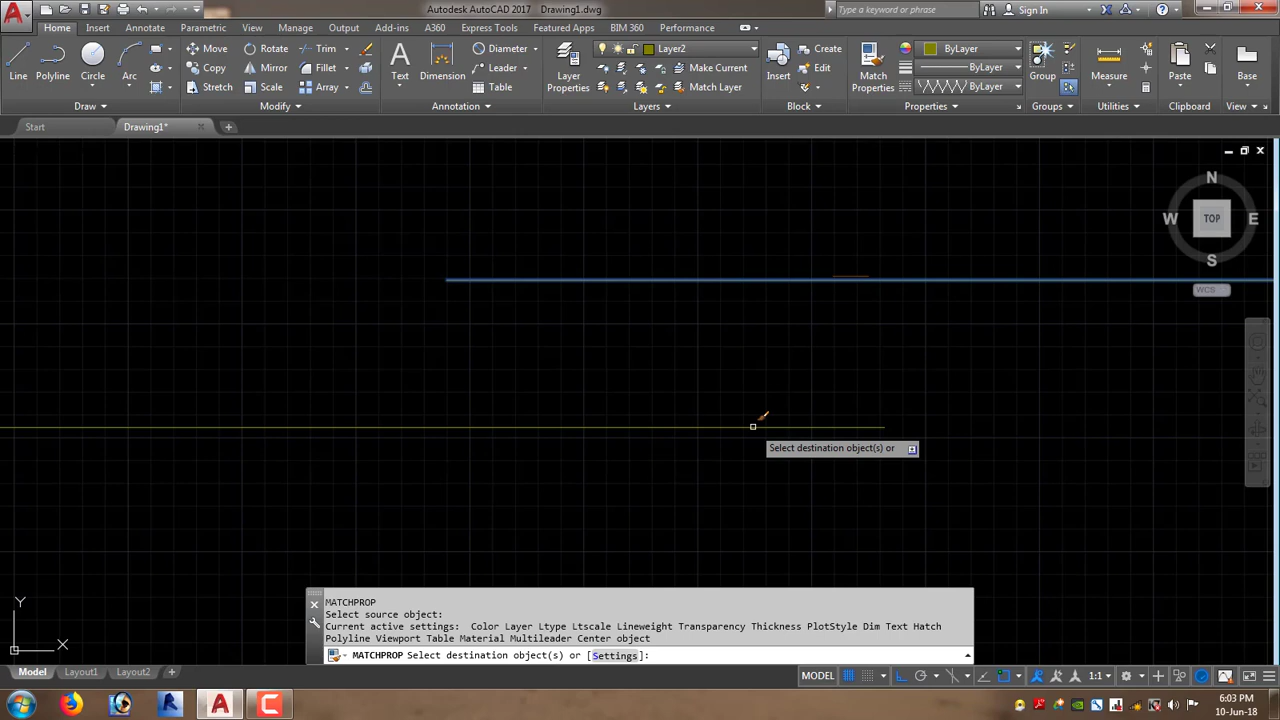 Autodesk AutoCAD 2017 Drawing1.dwg
Type a keyword or phrase
Sign In
Home Insert Annotate Parametric View Manage Output Add-ins A360 Express Tools Featured Apps BIM 360 Performance
Line
Polyline
Circle
Arc
Move
Rotate
Trim
Copy
Mirror
Fillet
Stretch
Scale
Array
Text
Dimension
Diameter
Leader
Table
Layer
Properties
Layer2
Make Current
Match Layer
Insert
Create
Edit
Match
Properties
ByLayer
ByLayer
ByLayer
Group
Measure
Paste
Base
Draw
Modify
Annotation
Layers
Block
Properties
Groups
Utilities
Clipboard
View
Start
Drawing1*
N
W
TOP
E
S
WCS
Select destination object(s) or
MATCHPROP
Select source object:
Current active settings: Color Layer Ltype Ltscale Lineweight Transparency Thickness PlotStyle Dim Text Hatch
Polyline Viewport Table Material Multileader Center object
MATCHPROP Select destination object(s) or [Settings]:
Y
X
Model Layout1 Layout2
MODEL
1:1
6:03 PM
10-Jun-18